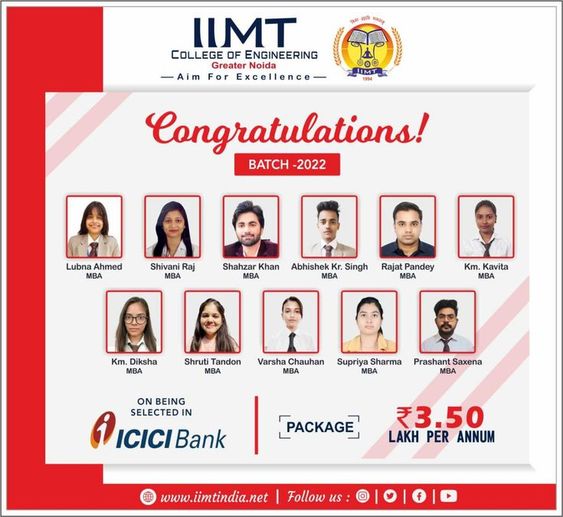 IIMT
COLLEGE OF ENGINEERING
Greater Noida
Aim For Excellence
IIMT
1994
Congratulations!
BATCH -2022
Lubna Ahmed
MBA
Shivani Raj
MBA
Shahzar Khan
MBA
Abhishek Kr. Singh
MBA
Rajat Pandey
MBA
Km. Kavita
MBA
Km. Diksha
MBA
Shruti Tandon
MBA
Varsha Chauhan
MBA
Supriya Sharma
MBA
Prashant Saxena
MBA
ON BEING
SELECTED IN
ICICI Bank
PACKAGE
₹3.50
LAKH PER ANNUM
www.iimtindia.net | Follow us :